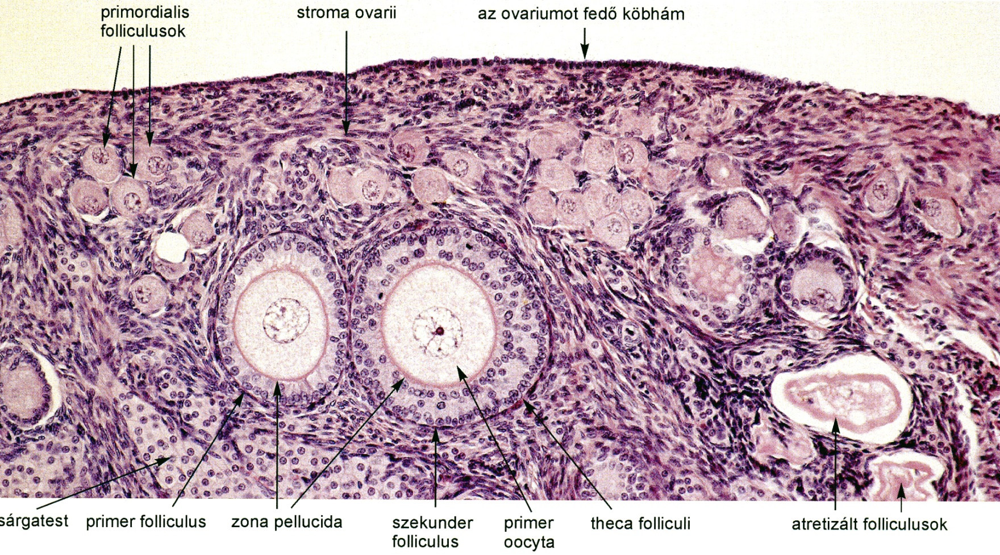 primordialis
folliculusok
stroma ovarii
az ovariumot fedő köbhám
sárgatest
primer folliculus
zona pellucida
szekunder
folliculus
primer
oocyta
theca folliculi
atretizált folliculusok